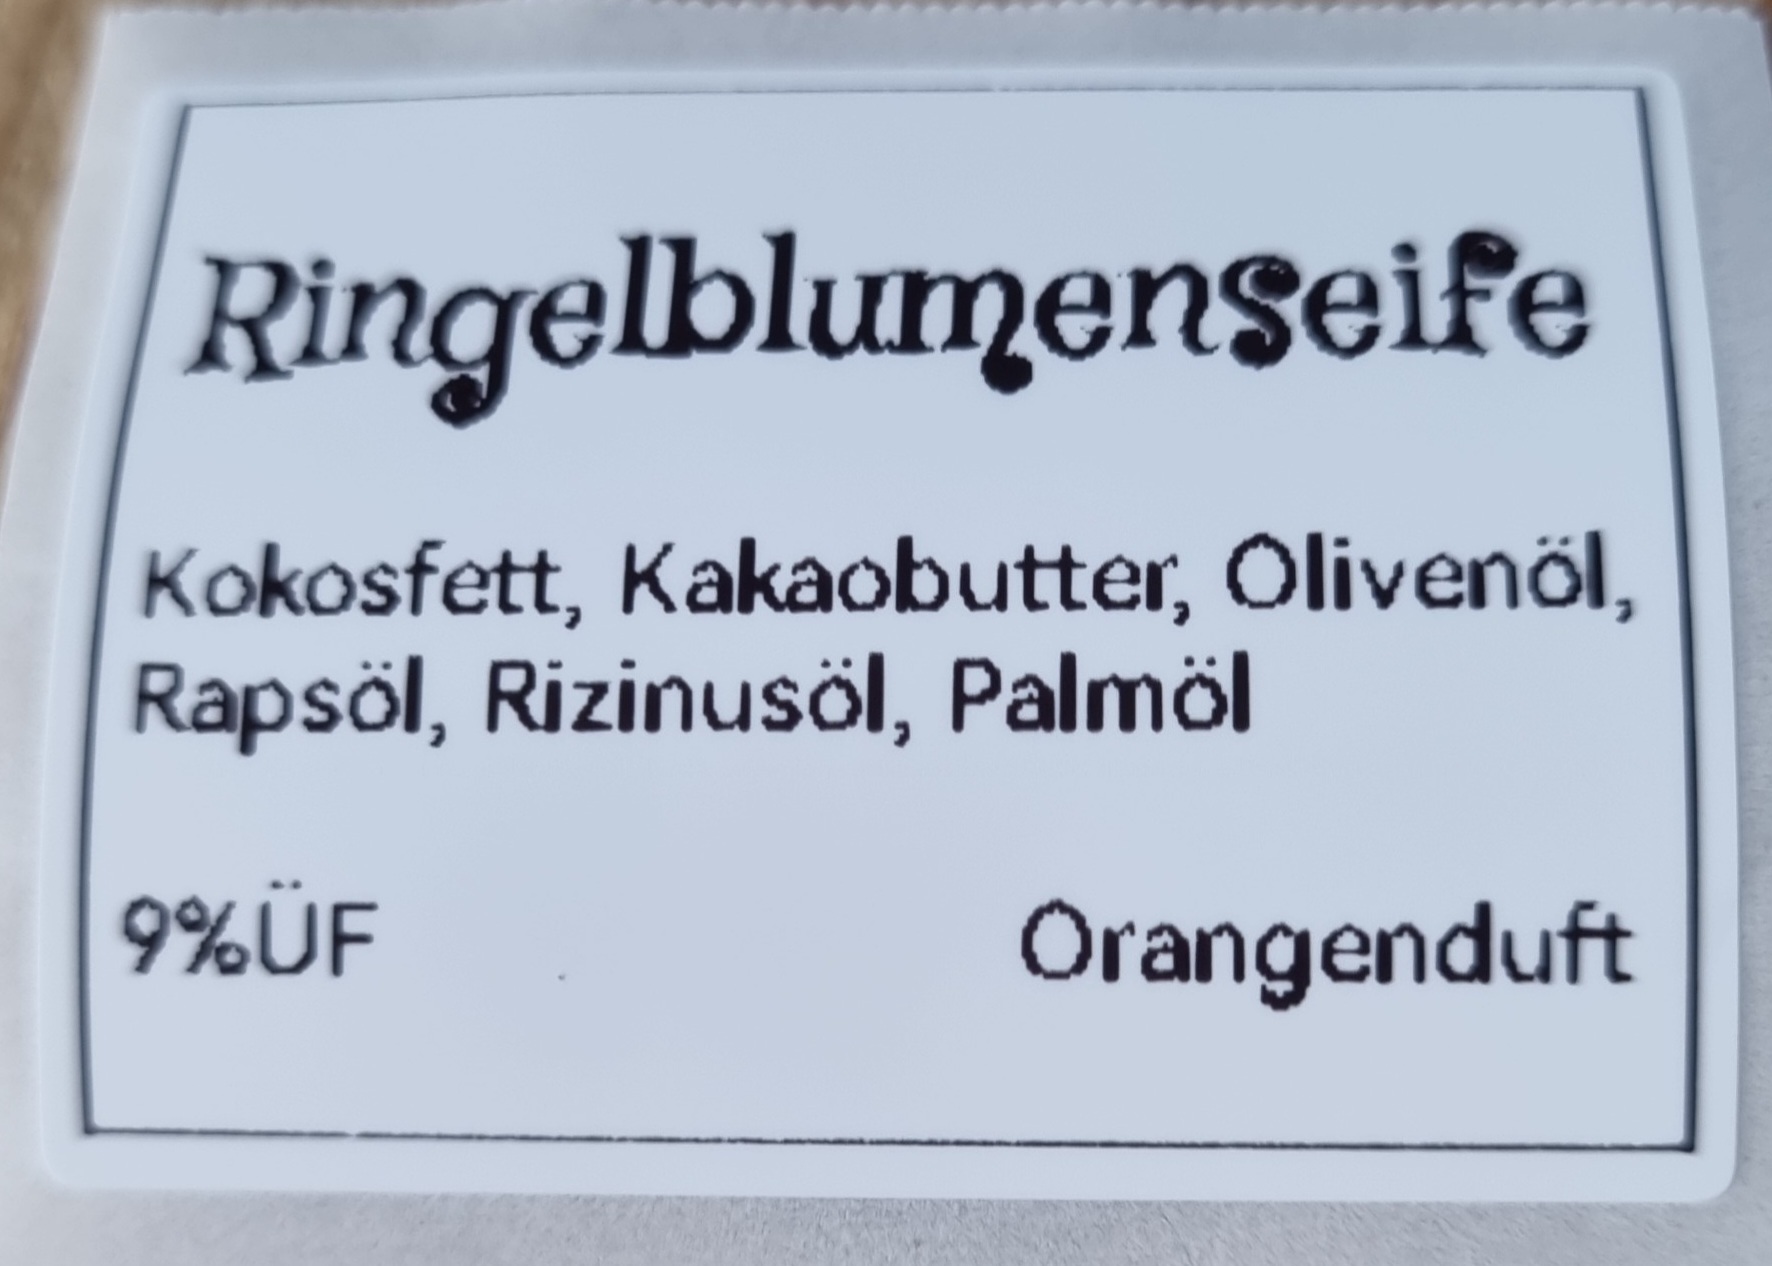 Ringelblumenseife
Kokosfett, Kakaobutter, Olivenöl,
Rapsöl, Rizinusöl, Palmöl
9%ÜF Orangenduft